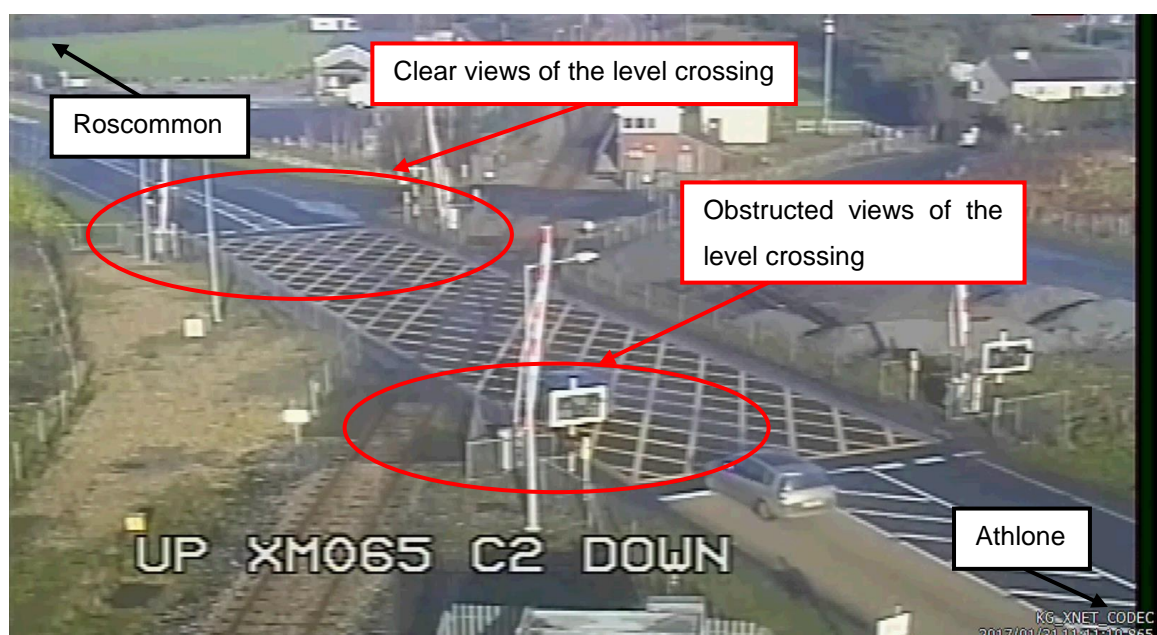 Clear views of the level crossing
Roscommon
Obstructed views of the
level crossing
Athlone
UP XM065 C2 DOWN
KG_XNET_CODEC